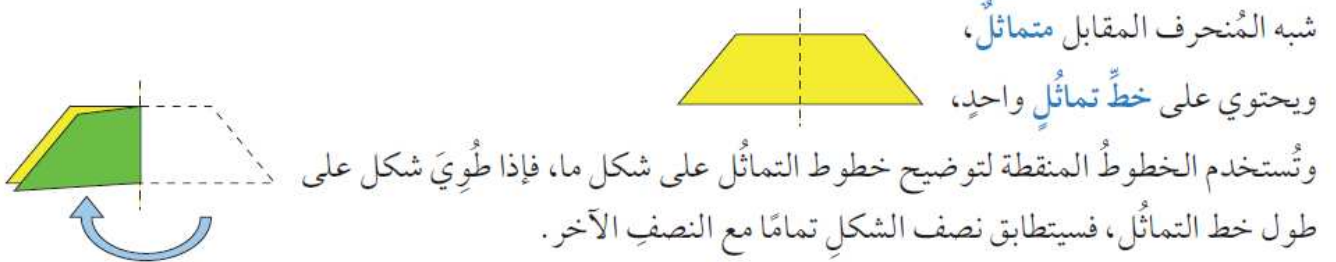 شبه المُنحرف المقابل متماثلٌ،
ويحتوي على خطِّ تماثُلٍ واحدٍ،
وتُستخدم الخطوطُ المنقطة لتوضيح خطوط التماثُل على شكل ما، فإذا طُوِيَ شكل على
طول خط التماثُل، فسيتطابق نصف الشكلِ تمامًا مع النصفِ الآخر.